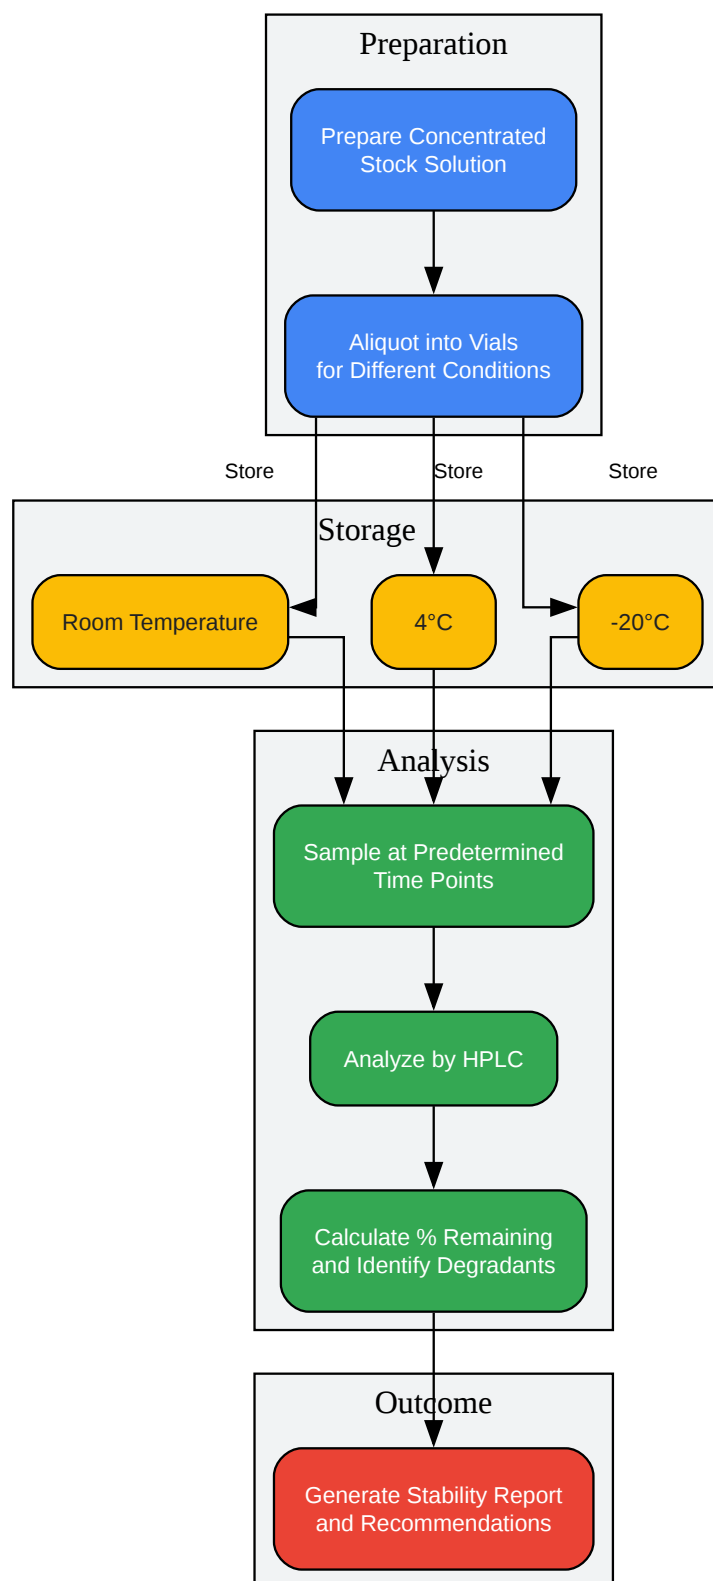 Preparation
Prepare Concentrated
Stock Solution
Aliquot into Vials
for Different Conditions
Store
Store
Store
Storage
Room Temperature
4°C
-20°C
Analysis
Sample at Predetermined
Time Points
Analyze by HPLC
Calculate % Remaining
and Identify Degradants
Outcome
Generate Stability Report
and Recommendations